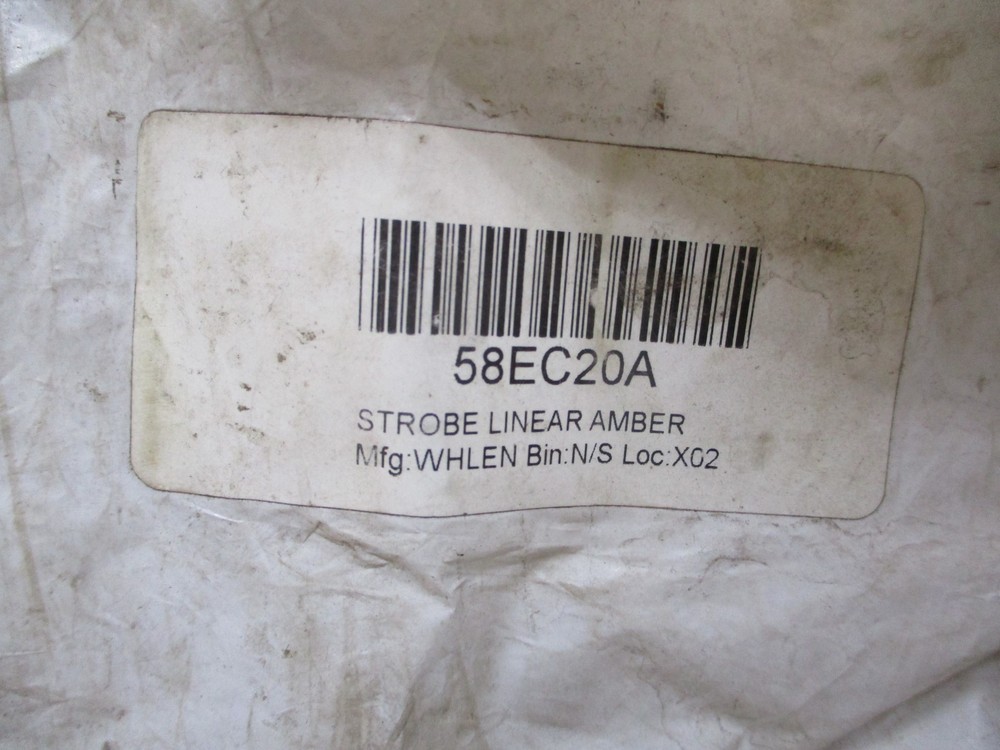 58EC20A
STROBE LINEAR AMBER
Mfg:WHLEN Bin:N/S Loc:X02